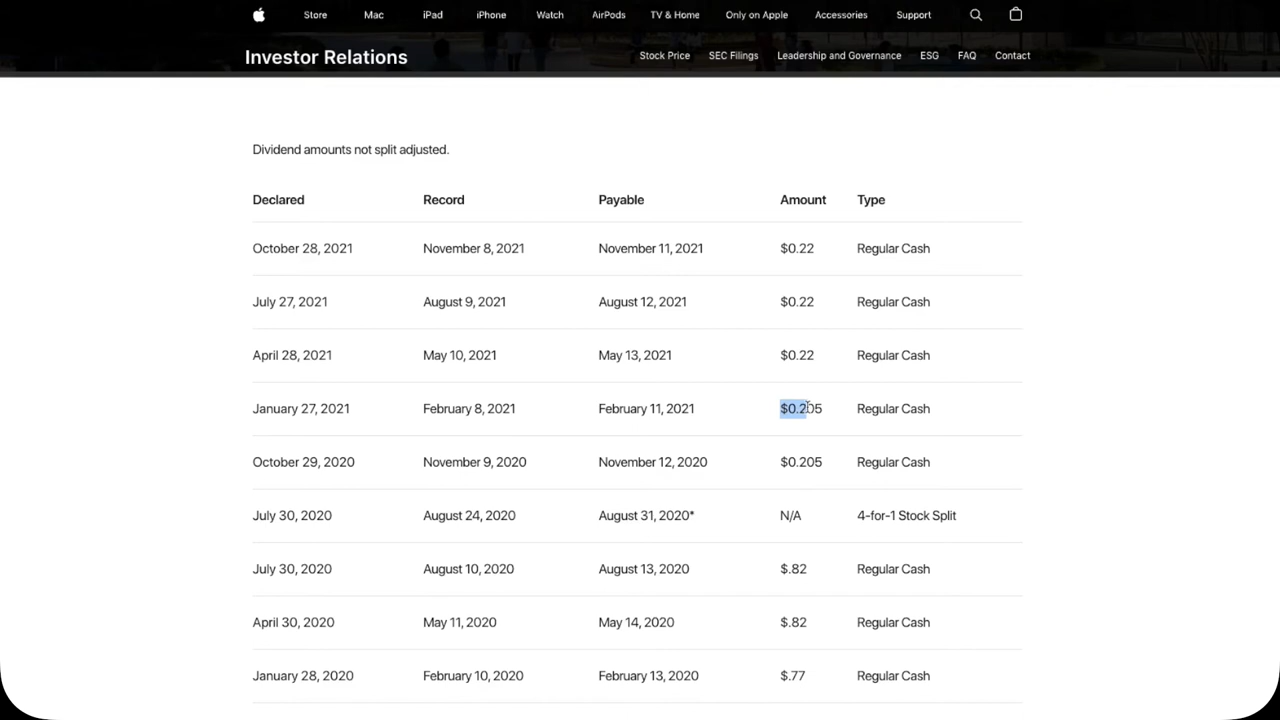 Store Mac iPad iPhone Watch AirPods TV & Home Only on Apple Accessories Support
Investor Relations Stock Price SEC Filings Leadership and Governance ESG FAQ Contact
Dividend amounts not split adjusted.
Declared Record Payable Amount Type
October 28, 2021 November 8, 2021 November 11, 2021 $0.22 Regular Cash
July 27, 2021 August 9, 2021 August 12, 2021 $0.22 Regular Cash
April 28, 2021 May 10, 2021 May 13, 2021 $0.22 Regular Cash
January 27, 2021 February 8, 2021 February 11, 2021 $0.205 Regular Cash
October 29, 2020 November 9, 2020 November 12, 2020 $0.205 Regular Cash
July 30, 2020 August 24, 2020 August 31, 2020* N/A 4-for-1 Stock Split
July 30, 2020 August 10, 2020 August 13, 2020 $.82 Regular Cash
April 30, 2020 May 11, 2020 May 14, 2020 $.82 Regular Cash
January 28, 2020 February 10, 2020 February 13, 2020 $.77 Regular Cash